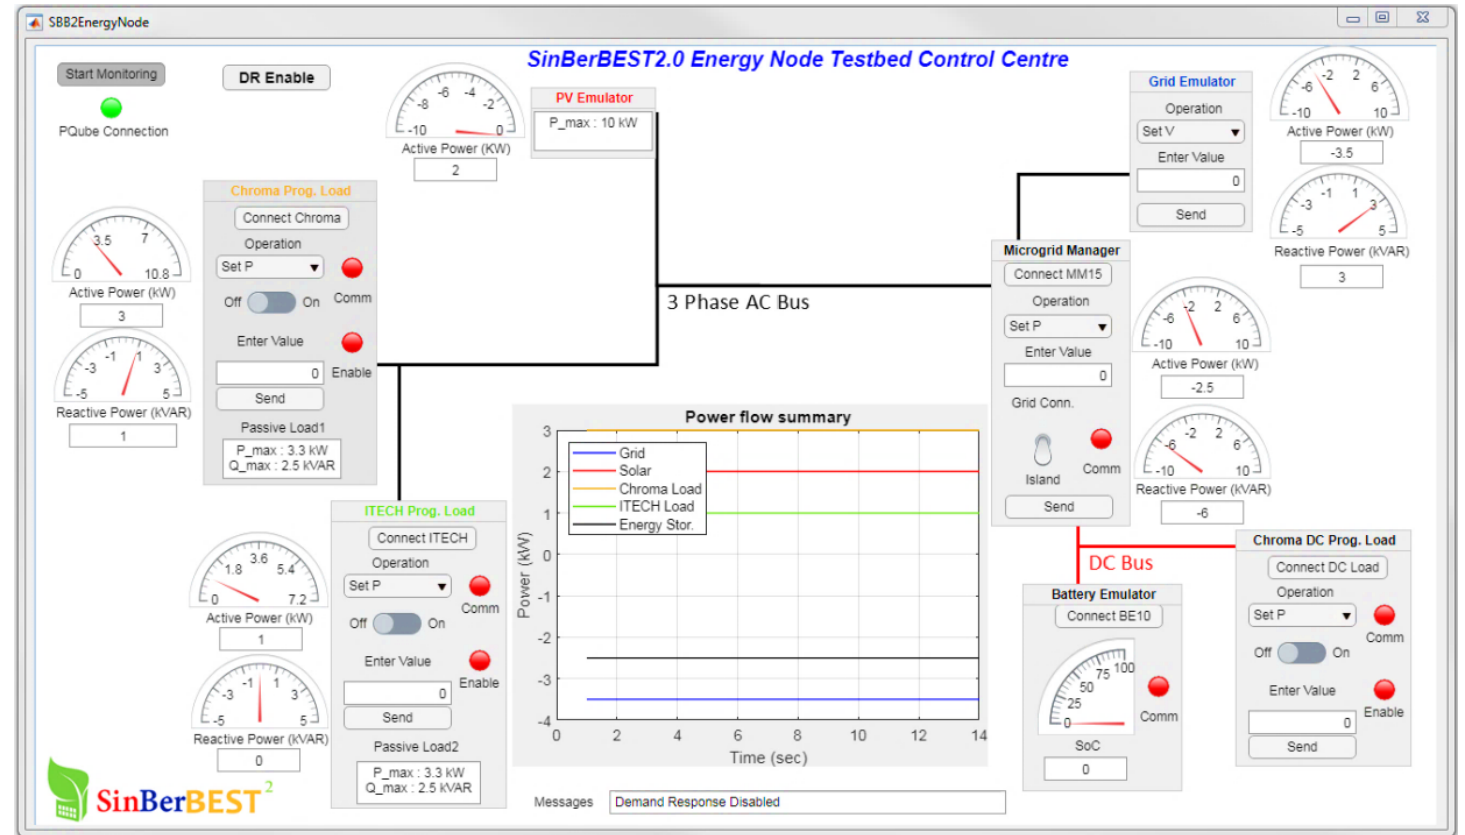 SBB2EnergyNode
SinBerBEST2.0 Energy Node Testbed Control Centre
Start Monitoring
DR Enable
PQube Connection
-10 -8 -6 -4 -2 0
Active Power (KW)
2
PV Emulator
P_max : 10 kW
Grid Emulator
Operation
Set V
Enter Value
0
Send
-10 -6 -2 2 6 10
Active Power (kW)
-3.5
-5 -3 -1 1 3 5
Reactive Power (kVAR)
3
Chroma Prog. Load
Connect Chroma
Operation
Set P
Off On
Comm
Enter Value
0
Enable
Send
Passive Load1
P_max : 3.3 kW
Q_max : 2.5 kVAR
0 3.5 7 10.8
Active Power (kW)
3
-5 -3 -1 1 3 5
Reactive Power (kVAR)
1
3 Phase AC Bus
Microgrid Manager
Connect MM15
Operation
Set P
Enter Value
0
Grid Conn.
Island
Comm
Send
-10 -6 -2 2 6 10
Active Power (kW)
-2.5
-10 -6 -2 2 6 10
Reactive Power (kVAR)
-6
ITECH Prog. Load
Connect ITECH
Operation
Set P
Comm
Off On
Enter Value
0
Enable
Send
Passive Load2
P_max : 3.3 kW
Q_max : 2.5 kVAR
0 1.8 3.6 5.4 7.2
Active Power (kW)
1
-5 -3 -1 1 3 5
Reactive Power (kVAR)
0
Power flow summary
Grid
Solar
Chroma Load
ITECH Load
Energy Stor.
Power (kW)
3
2
1
0
-1
-2
-3
-4
0 2 4 6 8 10 12 14
Time (sec)
DC Bus
Battery Emulator
Connect BE10
0 25 50 75 100
Comm
SoC
0
Chroma DC Prog. Load
Connect DC Load
Operation
Set P
Comm
Off On
Enter Value
0
Enable
Send
SinBerBEST 2
Messages
Demand Response Disabled